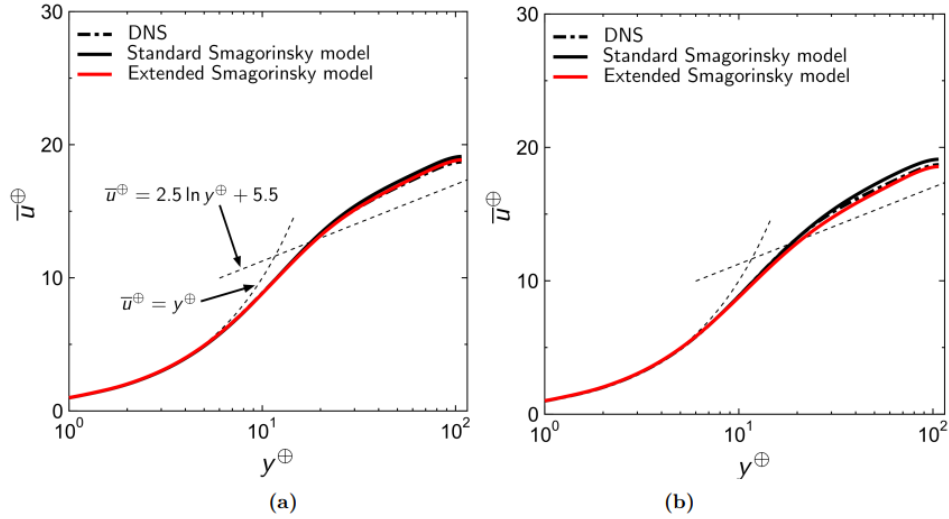 DNS
Standard Smagorinsky model
Extended Smagorinsky model
30
20
10
0
u̅⊕
u̅⊕ = 2.5 ln y⊕ + 5.5
u̅⊕ = y⊕
10⁰
10¹
10²
y⊕
(a)
DNS
Standard Smagorinsky model
Extended Smagorinsky model
30
20
10
0
u̅⊕
10⁰
10¹
10²
y⊕
(b)